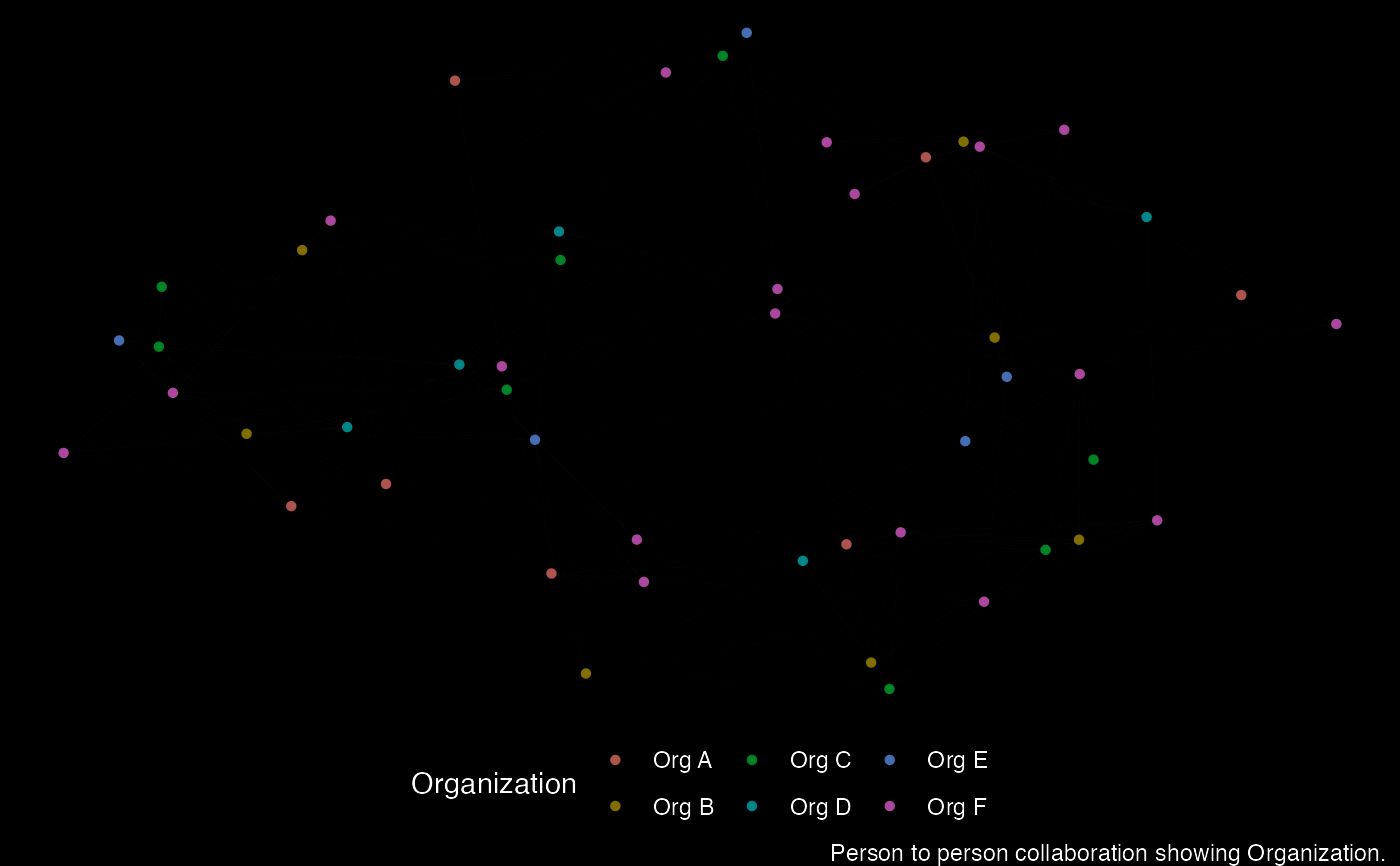 Organization
Org A
Org C
Org E
Org B
Org D
Org F
Person to person collaboration showing Organization.